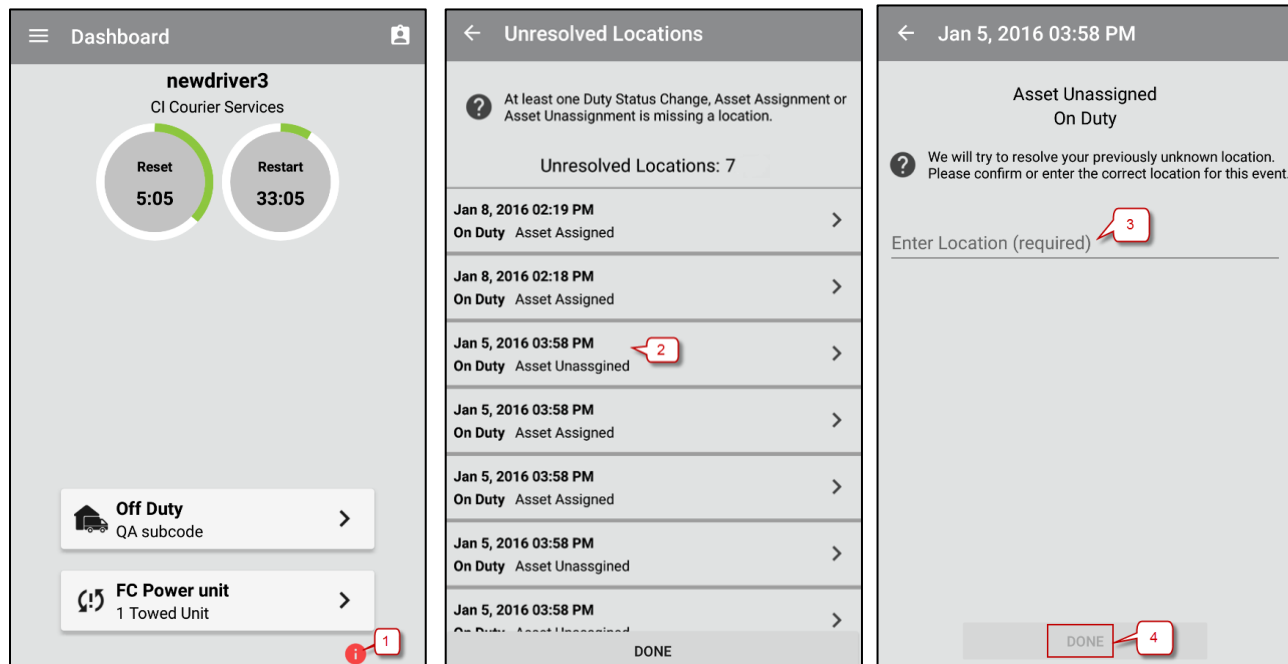 Dashboard
newdriver3
CI Courier Services
Reset
5:05
Restart
33:05
Off Duty
QA subcode
FC Power unit
1 Towed Unit
1
Unresolved Locations
At least one Duty Status Change, Asset Assignment or
Asset Unassignment is missing a location.
Unresolved Locations: 7
Jan 8, 2016 02:19 PM
On Duty Asset Assigned
Jan 8, 2016 02:18 PM
On Duty Asset Assigned
Jan 5, 2016 03:58 PM
On Duty Asset Unassgined
2
Jan 5, 2016 03:58 PM
On Duty Asset Assigned
Jan 5, 2016 03:58 PM
On Duty Asset Assigned
Jan 5, 2016 03:58 PM
On Duty Asset Unassgined
Jan 5, 2016 03:58 PM
On Duty Asset Unassgined
DONE
Jan 5, 2016 03:58 PM
Asset Unassigned
On Duty
We will try to resolve your previously unknown location.
Please confirm or enter the correct location for this event.
Enter Location (required)
3
DONE
4